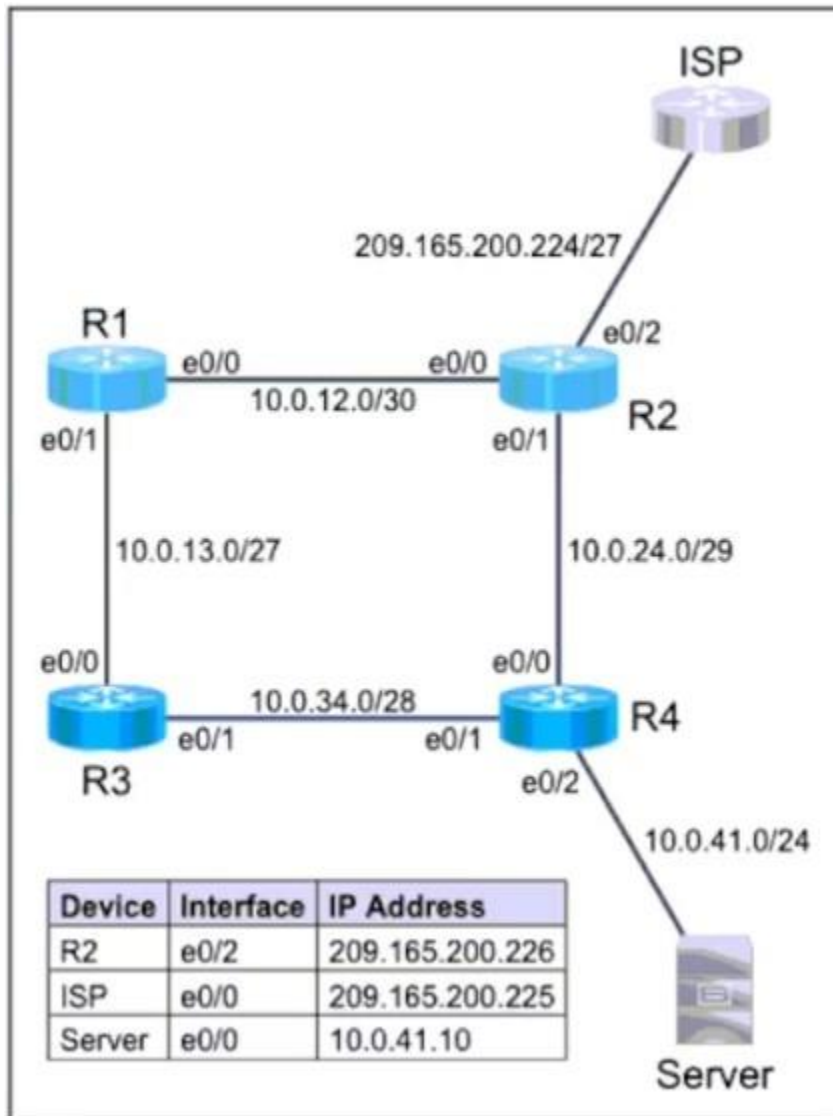 ISP
209.165.200.224/27
e0/2
R1
e0/0
e0/0
10.0.12.0/30
R2
e0/1
e0/1
10.0.13.0/27
10.0.24.0/29
e0/0
e0/0
10.0.34.0/28
R4
e0/1
e0/1
R3
e0/2
10.0.41.0/24
Device Interface IP Address
R2 e0/2 209.165.200.226
ISP e0/0 209.165.200.225
Server e0/0 10.0.41.10
Server